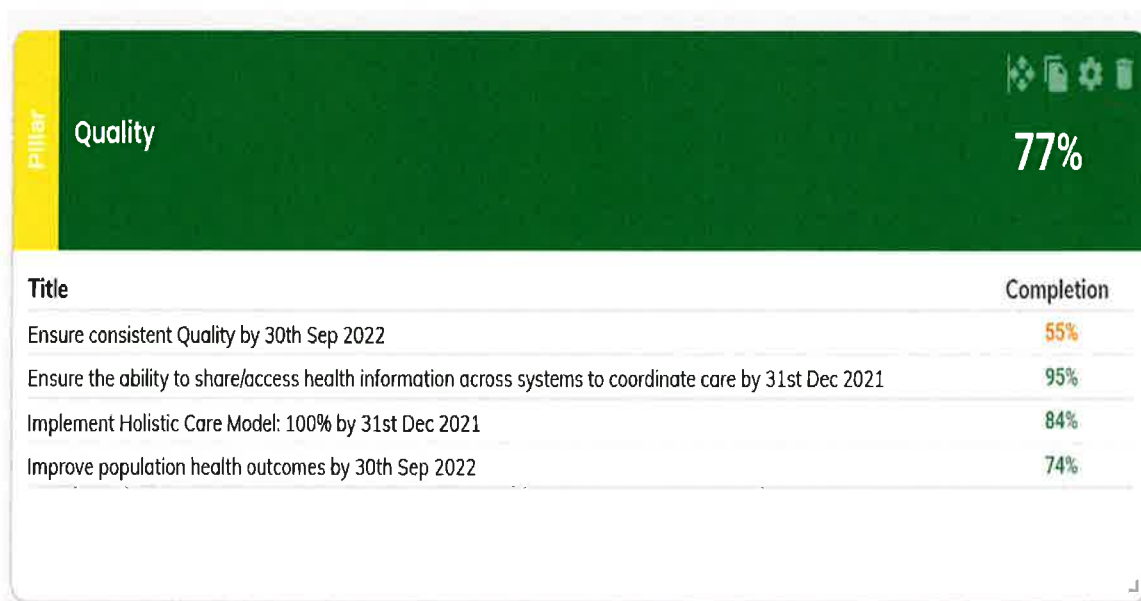 Pillar
Quality
77%
Title Completion
Ensure consistent Quality by 30th Sep 2022 55%
Ensure the ability to share/access health information across systems to coordinate care by 31st Dec 2021 95%
Implement Holistic Care Model: 100% by 31st Dec 2021 84%
Improve population health outcomes by 30th Sep 2022 74%